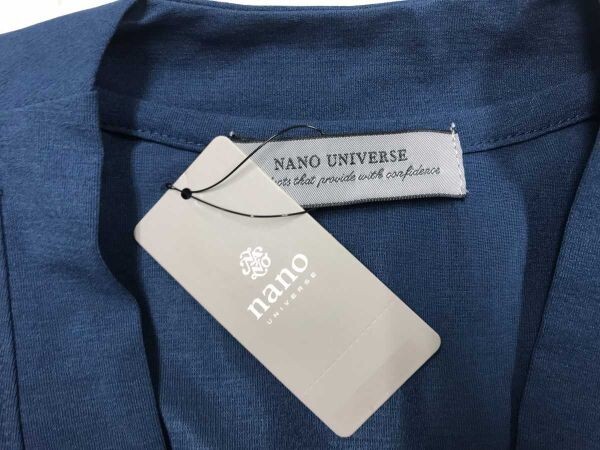 NANO UNIVERSE
that provide with confidence
nano
UNIVERSE